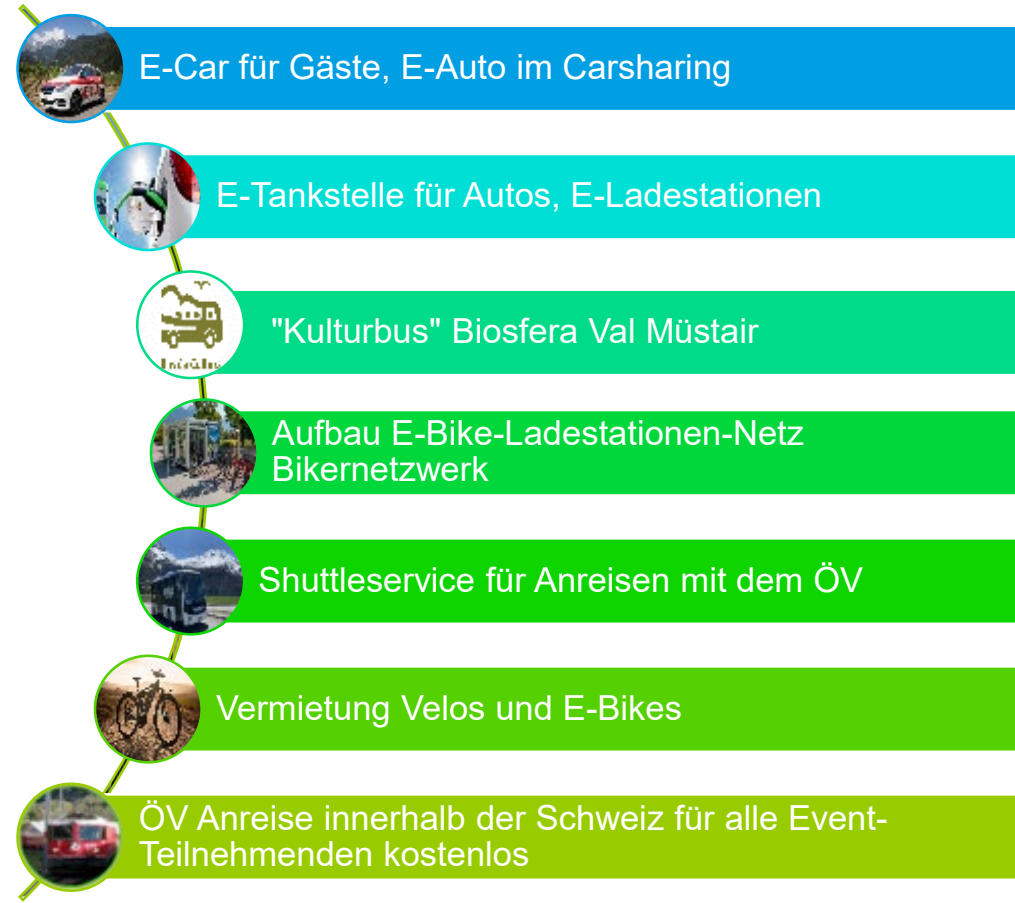 E-Car für Gäste, E-Auto im Carsharing
E-Tankstelle für Autos, E-Ladestationen
"Kulturbus" Biosfera Val Müstair
Aufbau E-Bike-Ladestationen-Netz
Bikernetzwerk
Shuttleservice für Anreisen mit dem ÖV
Vermietung Velos und E-Bikes
ÖV Anreise innerhalb der Schweiz für alle Event-
Teilnehmenden kostenlos